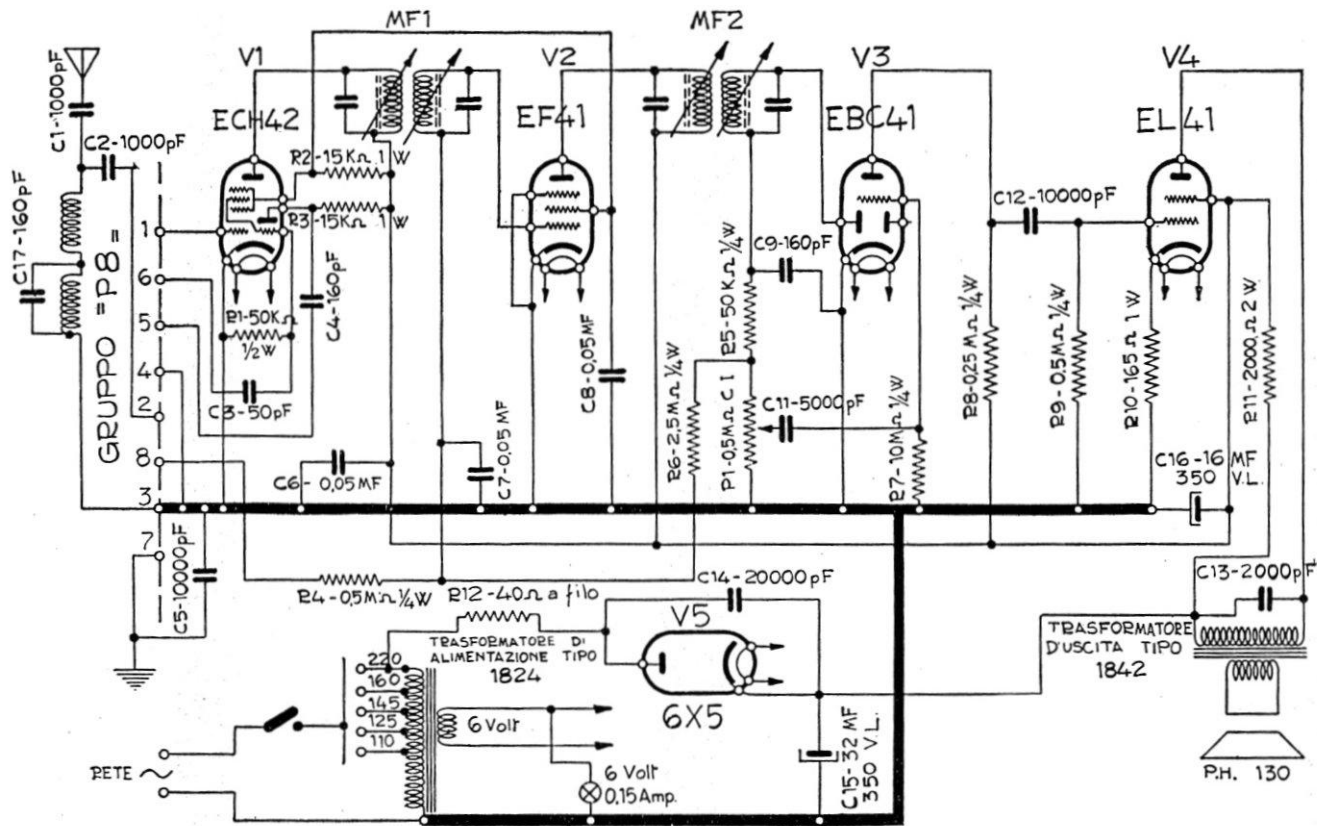 MF1
MF2
V1
V2
V3
V4
ECH42
EF41
EBC41
EL41
C1-1000pF
C2-1000pF
C17-160pF
GRUPPO "P8"
1
6
5
4
2
8
3
7
R2-15KΩ 1W
R3-15KΩ 1W
R1-50KΩ
1/2W
C3-50pF
C4-160pF
C6-0,05MF
C7-0,05MF
C8-0,05MF
R6-2,5MΩ 1/4W
R5-50KΩ 1/4W
P1-0,5MΩ C I
C9-160pF
C11-5000pF
R7-10MΩ 1/4W
C12-10000pF
R8-0,25MΩ 1/4W
R9-0,5MΩ 1/4W
R10-165Ω 1W
R11-2000Ω 2W
C16-16 MF
350 V.L.
C5-10000pF
R4-0,5MΩ 1/4W
R12-40Ω a filo
C14-20000pF
V5
6X5
TRASFORMATORE DI
ALIMENTAZIONE TIPO
1824
220
160
145
125
110
6 Volt
6 Volt
0,15 Amp.
RETE ~
C15-32 MF
350 V.L.
C13-2000pF
TRASFORMATORE
D'USCITA TIPO
1842
P.H. 130